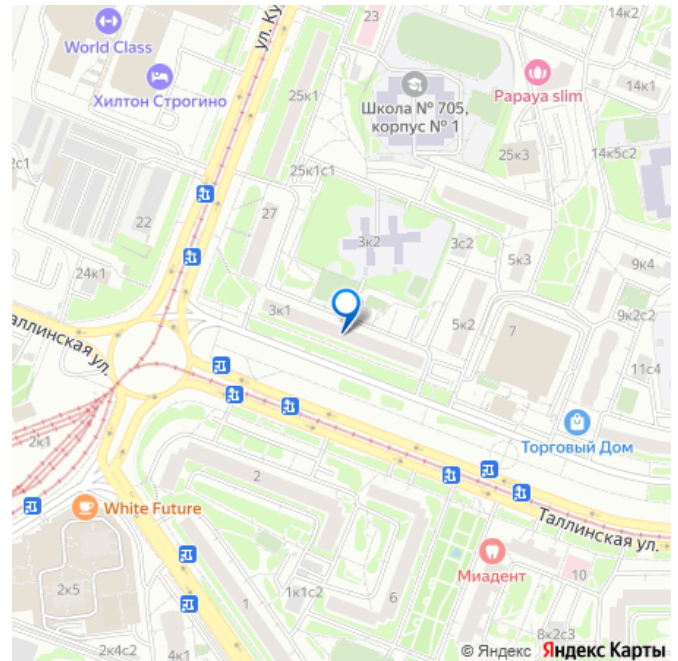 23
14к2
World Class
ул. Ку
Хилтон Строгино
25к1
Школа № 705,
корпус № 1
Papaya slim
14к1
2с1
25к1с1
25к3
14к5с2
22
27
3к2
3с2
5к3
9к4
24к1
3к1
5к2
7
9к2с2
аллинская ул.
11с4
2к1
Торговый Дом
2
White Future
Таллинская ул.
Миадент
10
2к5
1
1к1с2
6
8к2с3
2к4с2
4к1
© Яндекс Яндекс Карты